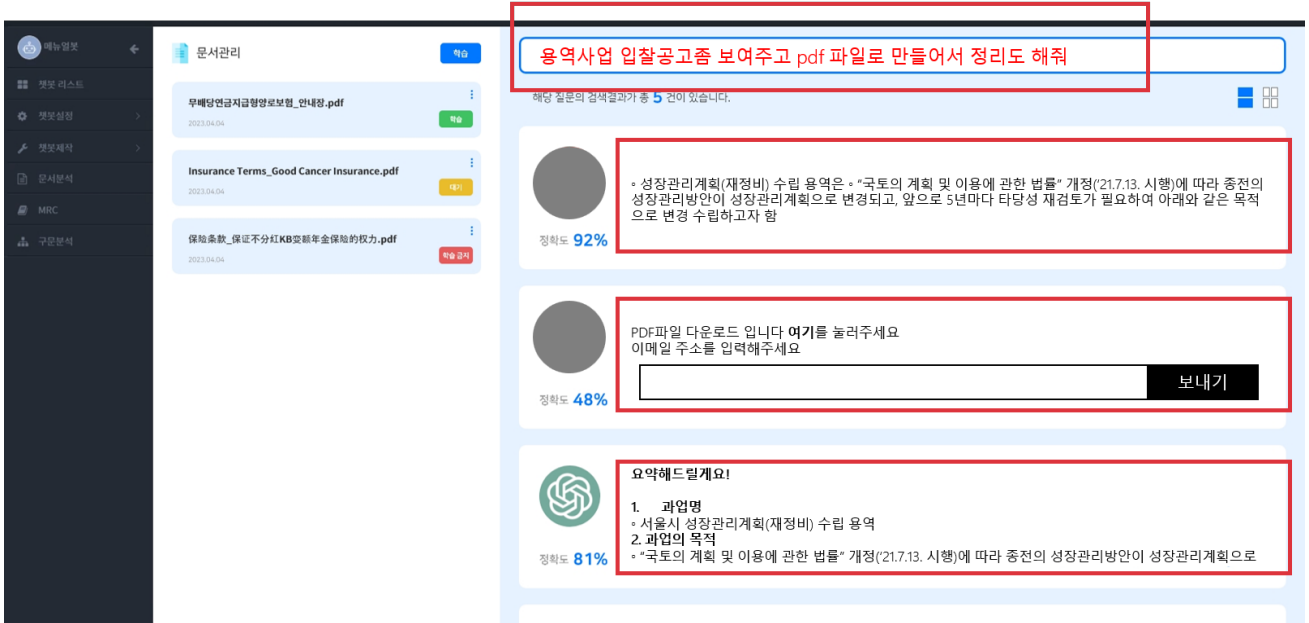 메뉴얼봇
챗봇 리스트
챗봇설정
챗봇제작
문서분석
MRC
구문분석
문서관리
학습
무배당연금지급형양로보험_안내장.pdf
2023.04.04
학습
Insurance Terms_Good Cancer Insurance.pdf
2023.04.04
대기
保险条款_保证不分红KB变额年金保险的权力.pdf
2023.04.04
학습 금지
용역사업 입찰공고좀 보여주고 pdf 파일로 만들어서 정리도 해줘
해당 질문의 검색결과가 총 5 건이 있습니다.
◦ 성장관리계획(재정비) 수립 용역은 ◦ “국토의 계획 및 이용에 관한 법률” 개정(’21.7.13. 시행)에 따라 종전의
성장관리방안이 성장관리계획으로 변경되고, 앞으로 5년마다 타당성 재검토가 필요하여 아래와 같은 목적
으로 변경 수립하고자 함
정확도 92%
PDF파일 다운로드 입니다 여기를 눌러주세요
이메일 주소를 입력해주세요
보내기
정확도 48%
요약해드릴게요!
1. 과업명
◦ 서울시 성장관리계획(재정비) 수립 용역
2. 과업의 목적
◦ “국토의 계획 및 이용에 관한 법률” 개정(’21.7.13. 시행)에 따라 종전의 성장관리방안이 성장관리계획으로
정확도 81%